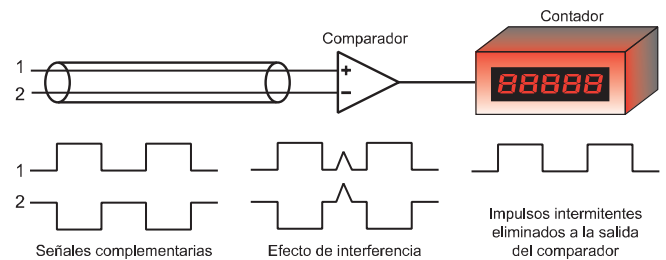 Contador
Comparador
1
2
+
−
88888
1
2
Señales complementarias
Efecto de interferencia
Impulsos intermitentes
eliminados a la salida
del comparador